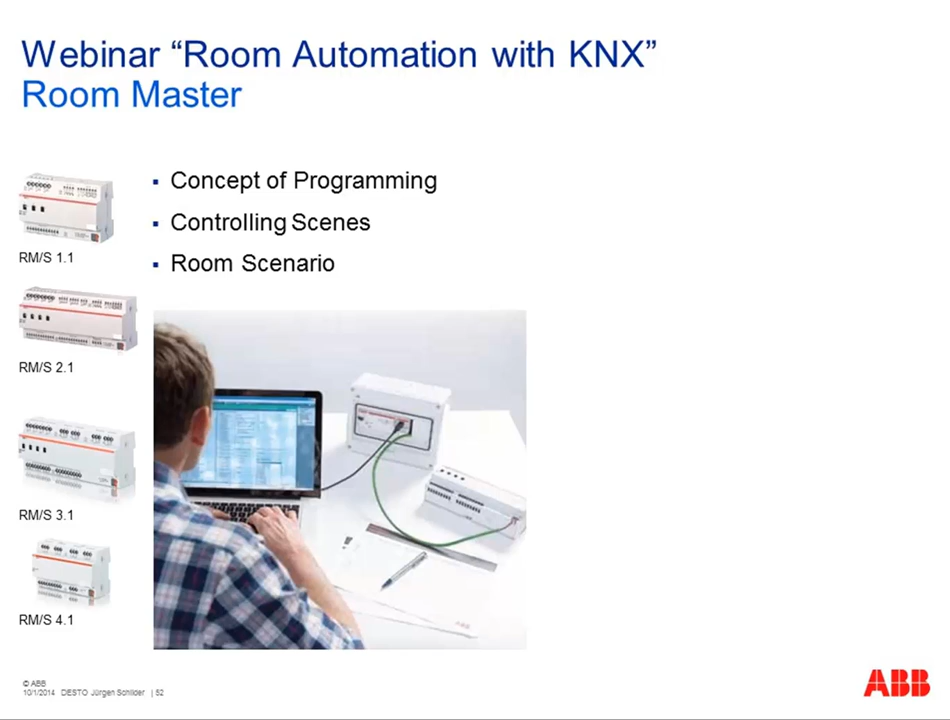 Webinar “Room Automation with KNX”
Room Master
▪ Concept of Programming
▪ Controlling Scenes
▪ Room Scenario
RM/S 1.1
RM/S 2.1
RM/S 3.1
RM/S 4.1
© ABB
10/1/2014 DESTO Jürgen Schilder | 52
ABB